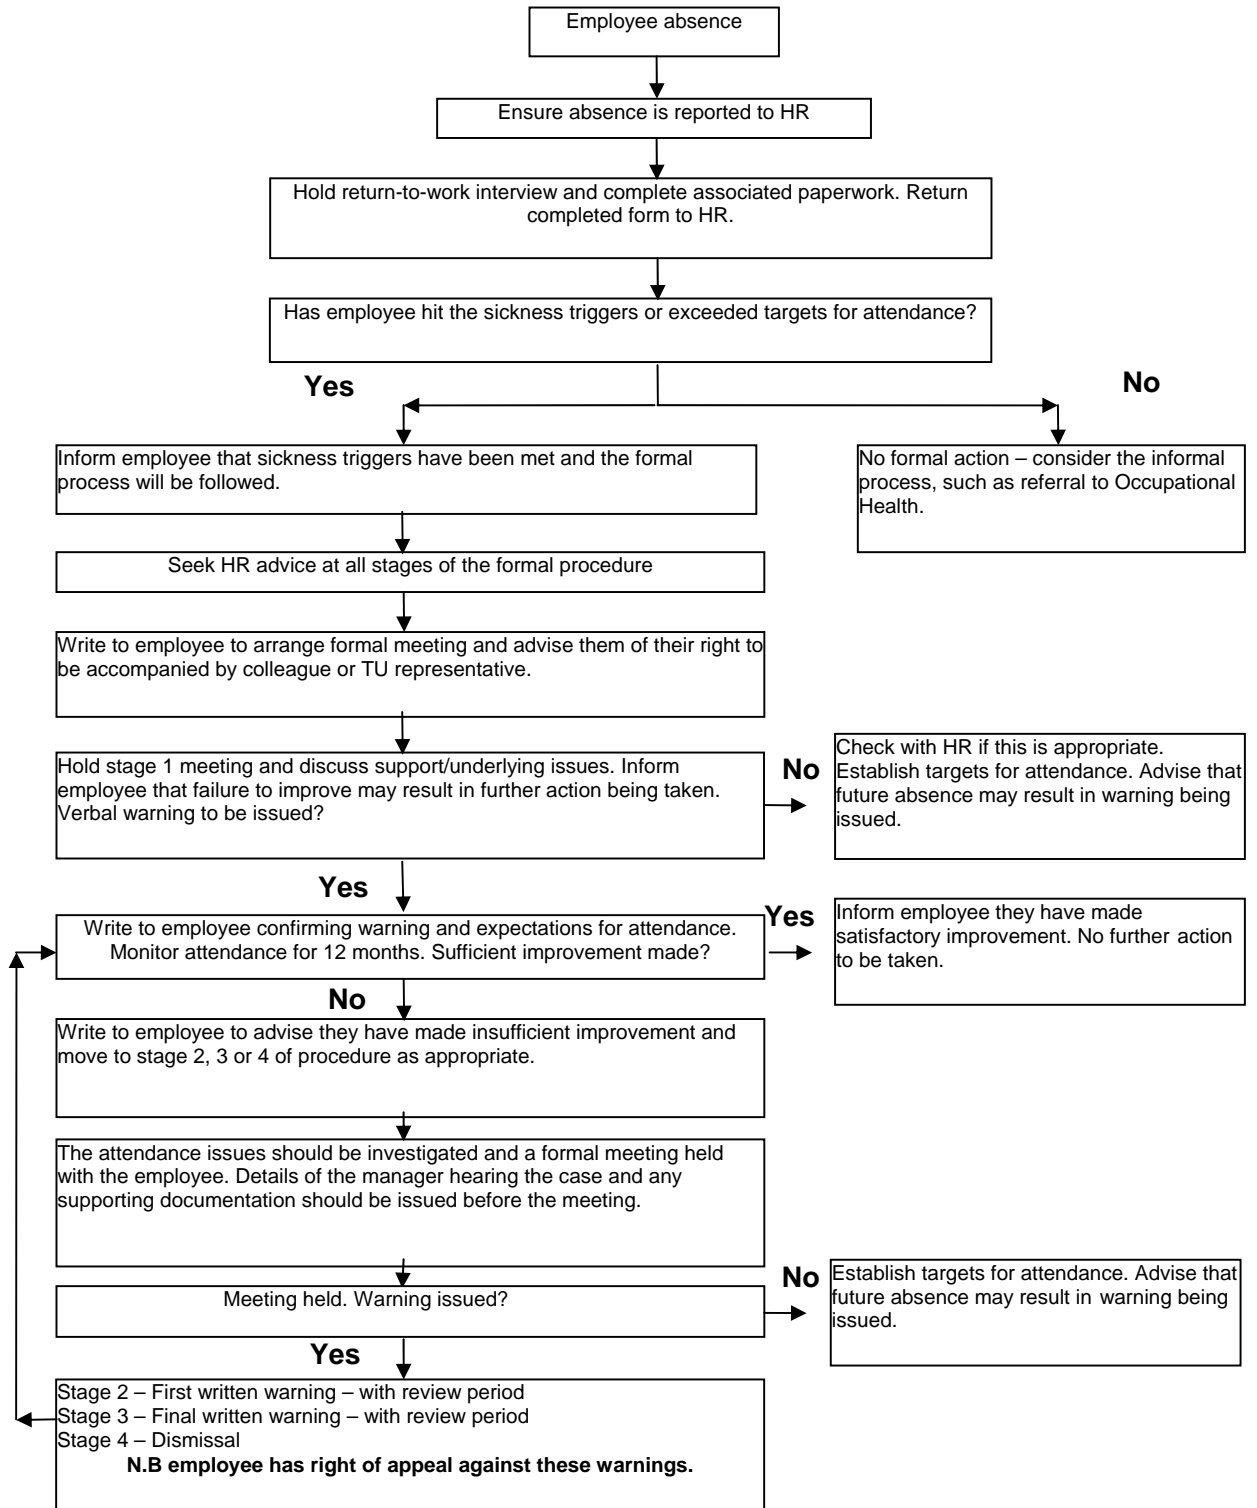 Employee absence
Ensure absence is reported to HR
Hold return-to-work interview and complete associated paperwork. Return
completed form to HR.
Has employee hit the sickness triggers or exceeded targets for attendance?
Yes
No
Inform employee that sickness triggers have been met and the formal
process will be followed.
No formal action – consider the informal
process, such as referral to Occupational
Health.
Seek HR advice at all stages of the formal procedure
Write to employee to arrange formal meeting and advise them of their right to
be accompanied by colleague or TU representative.
Hold stage 1 meeting and discuss support/underlying issues. Inform
employee that failure to improve may result in further action being taken.
Verbal warning to be issued?
No
Check with HR if this is appropriate.
Establish targets for attendance. Advise that
future absence may result in warning being
issued.
Yes
Write to employee confirming warning and expectations for attendance.
Monitor attendance for 12 months. Sufficient improvement made?
Yes
Inform employee they have made
satisfactory improvement. No further action
to be taken.
No
Write to employee to advise they have made insufficient improvement and
move to stage 2, 3 or 4 of procedure as appropriate.
The attendance issues should be investigated and a formal meeting held
with the employee. Details of the manager hearing the case and any
supporting documentation should be issued before the meeting.
Meeting held. Warning issued?
No
Establish targets for attendance. Advise that
future absence may result in warning being
issued.
Yes
Stage 2 – First written warning – with review period
Stage 3 – Final written warning – with review period
Stage 4 – Dismissal
N.B employee has right of appeal against these warnings.